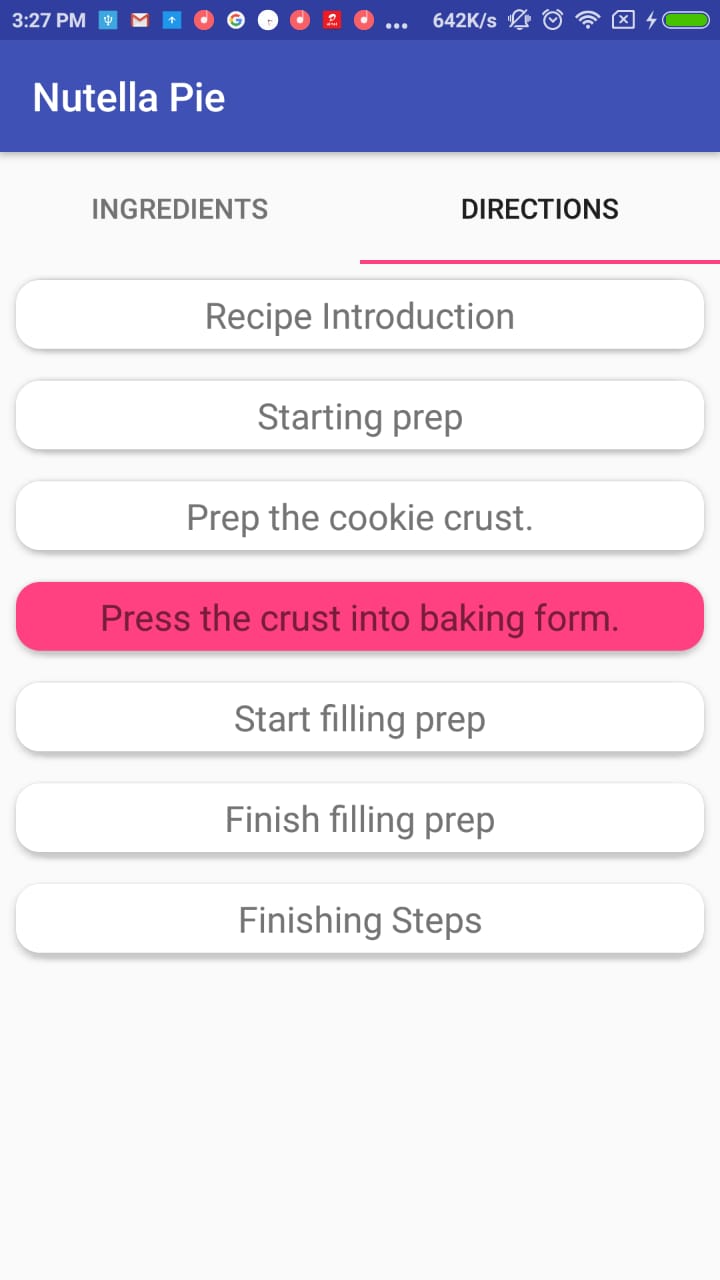 3:27 PM 642K/s
Nutella Pie
INGREDIENTS DIRECTIONS
Recipe Introduction
Starting prep
Prep the cookie crust.
Press the crust into baking form.
Start filling prep
Finish filling prep
Finishing Steps